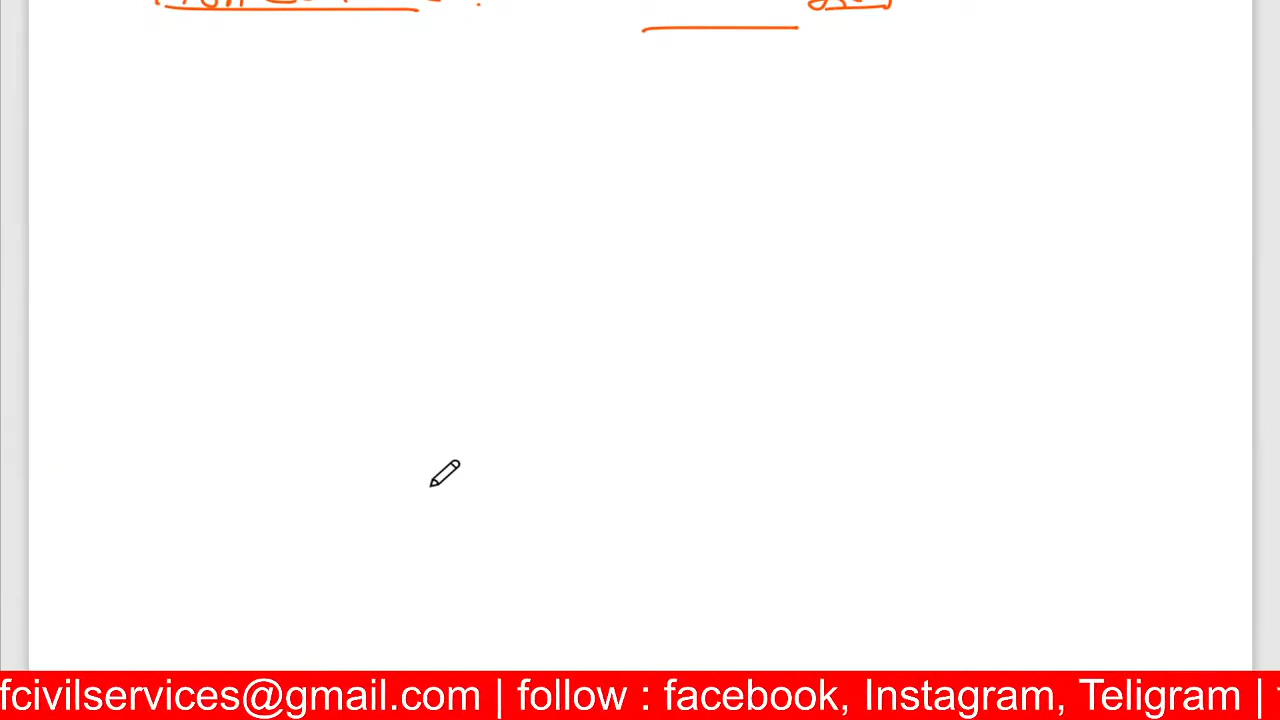 fcivilservices@gmail.com | follow : facebook, Instagram, Teligram |